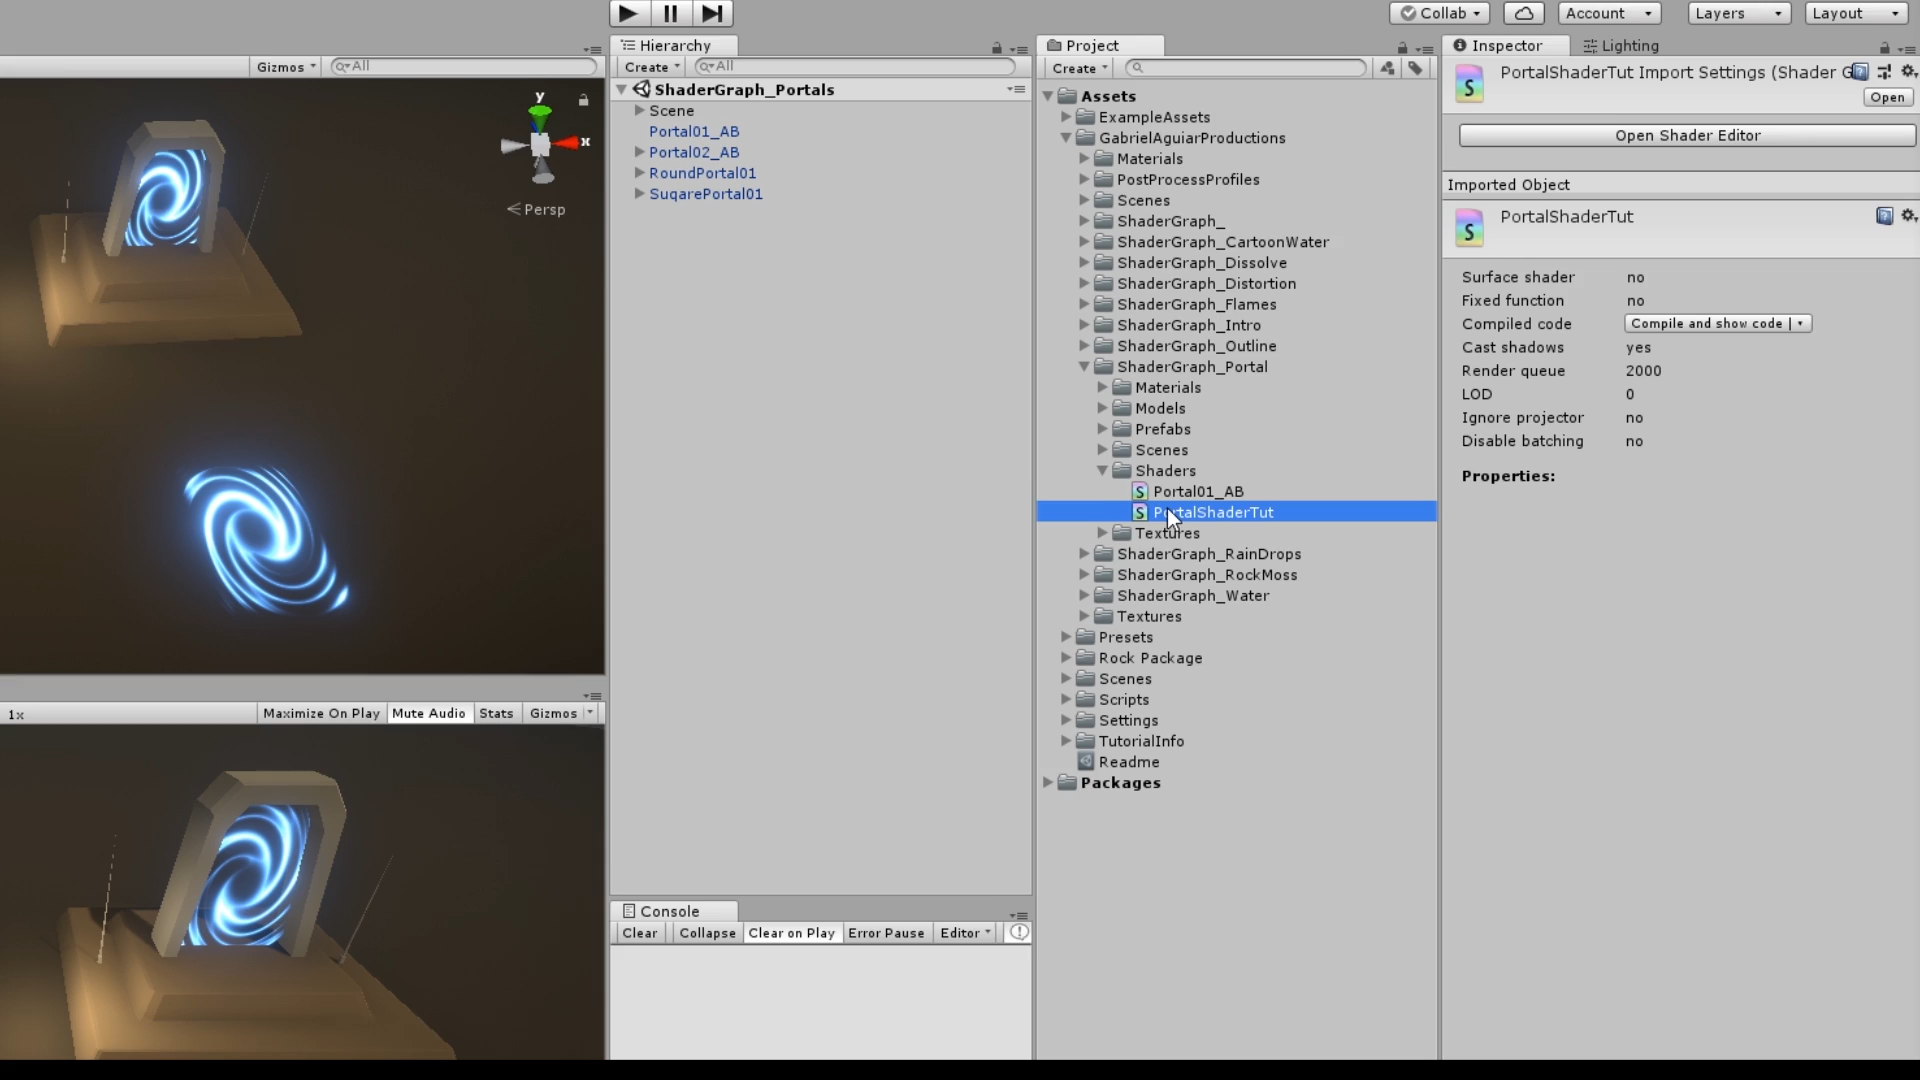 Collab
Account
Layers
Layout
Gizmos
All
y
x
Persp
1x
Maximize On Play
Mute Audio
Stats
Gizmos
Hierarchy
Create
All
ShaderGraph_Portals
Scene
Portal01_AB
Portal02_AB
RoundPortal01
SuqarePortal01
Console
Clear
Collapse
Clear on Play
Error Pause
Editor
Project
Create
Assets
ExampleAssets
GabrielAguiarProductions
Materials
PostProcessProfiles
Scenes
ShaderGraph_
ShaderGraph_CartoonWater
ShaderGraph_Dissolve
ShaderGraph_Distortion
ShaderGraph_Flames
ShaderGraph_Intro
ShaderGraph_Outline
ShaderGraph_Portal
Materials
Models
Prefabs
Scenes
Shaders
S Portal01_AB
S PortalShaderTut
Textures
ShaderGraph_RainDrops
ShaderGraph_RockMoss
ShaderGraph_Water
Textures
Presets
Rock Package
Scenes
Scripts
Settings
TutorialInfo
Readme
Packages
Inspector
Lighting
S PortalShaderTut Import Settings (Shader G
Open
Open Shader Editor
Imported Object
S PortalShaderTut
Surface shader no
Fixed function no
Compiled code Compile and show code |
Cast shadows yes
Render queue 2000
LOD 0
Ignore projector no
Disable batching no
Properties: